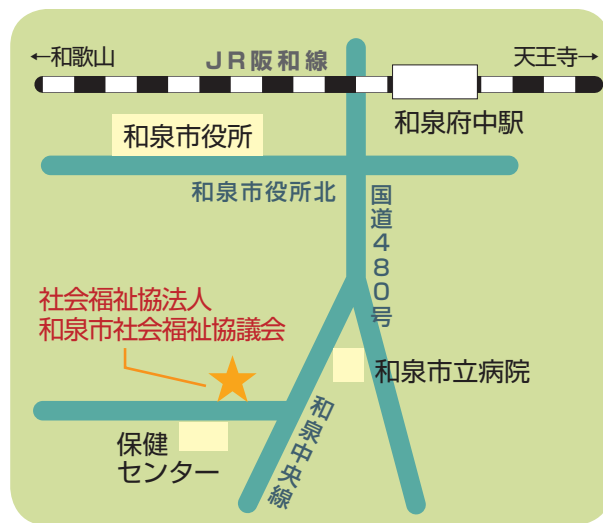 ←和歌山
JR阪和線
天王寺→
和泉府中駅
和泉市役所
和泉市役所北
国道480号
社会福祉協法人
和泉市社会福祉協議会
和泉市立病院
保健
センター
和泉中央線